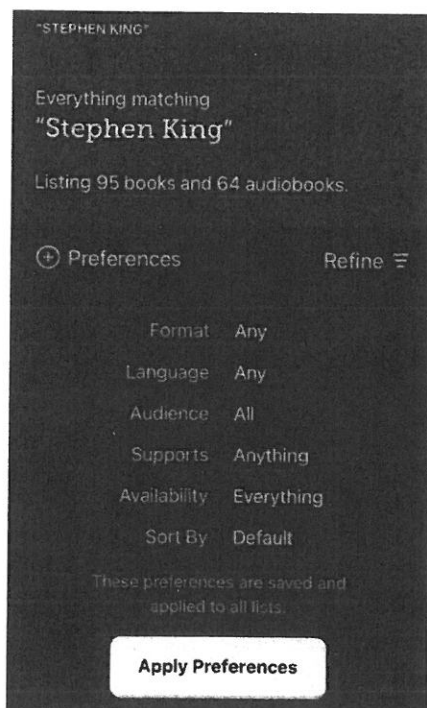 "STEPHEN KING"
Everything matching
"Stephen King"
Listing 95 books and 64 audiobooks.
Preferences
Refine
Format Any
Language Any
Audience All
Supports Anything
Availability Everything
Sort By Default
These preferences are saved and
applied to all lists.
Apply Preferences